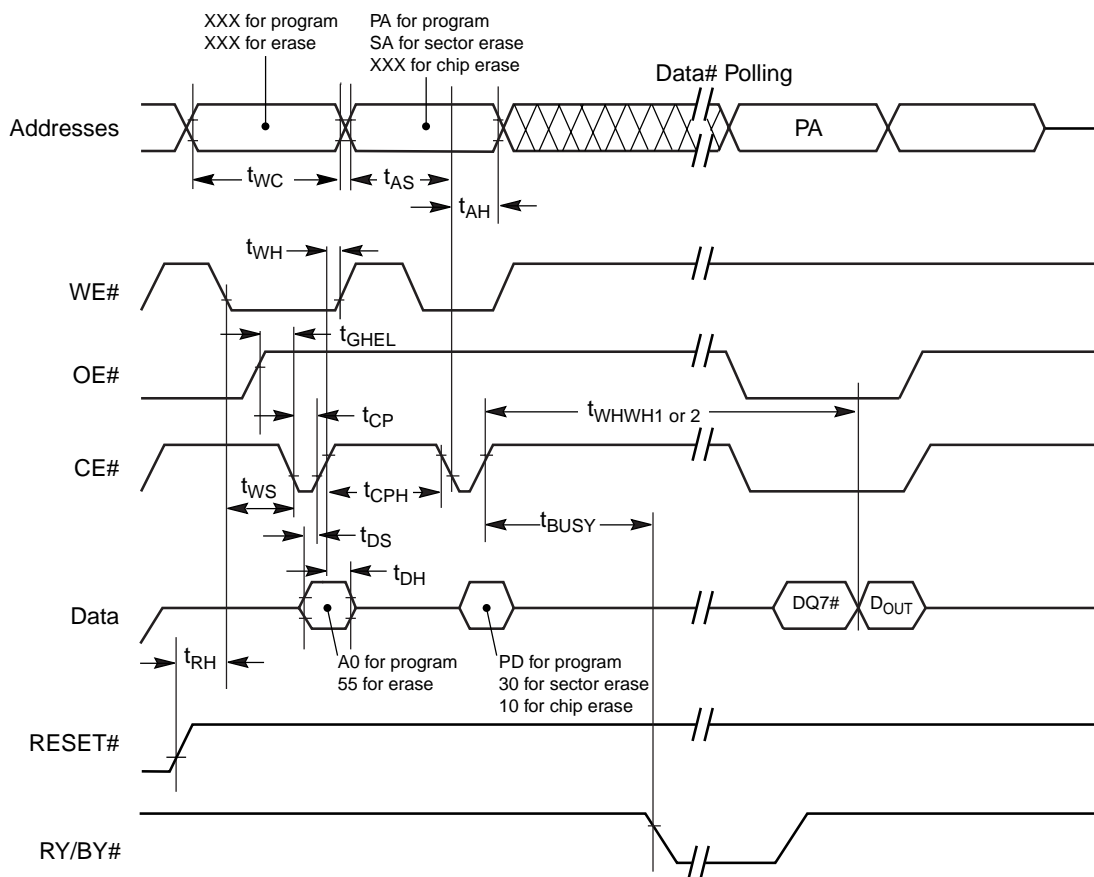 XXX for program
XXX for erase
PA for program
SA for sector erase
XXX for chip erase
Data# Polling
Addresses
PA
tWC
tAS
tAH
tWH
WE#
tGHEL
OE#
tCP
tWHWH1 or 2
CE#
tWS
tCPH
tBUSY
tDS
tDH
Data
DQ7#
DOUT
tRH
A0 for program
55 for erase
PD for program
30 for sector erase
10 for chip erase
RESET#
RY/BY#